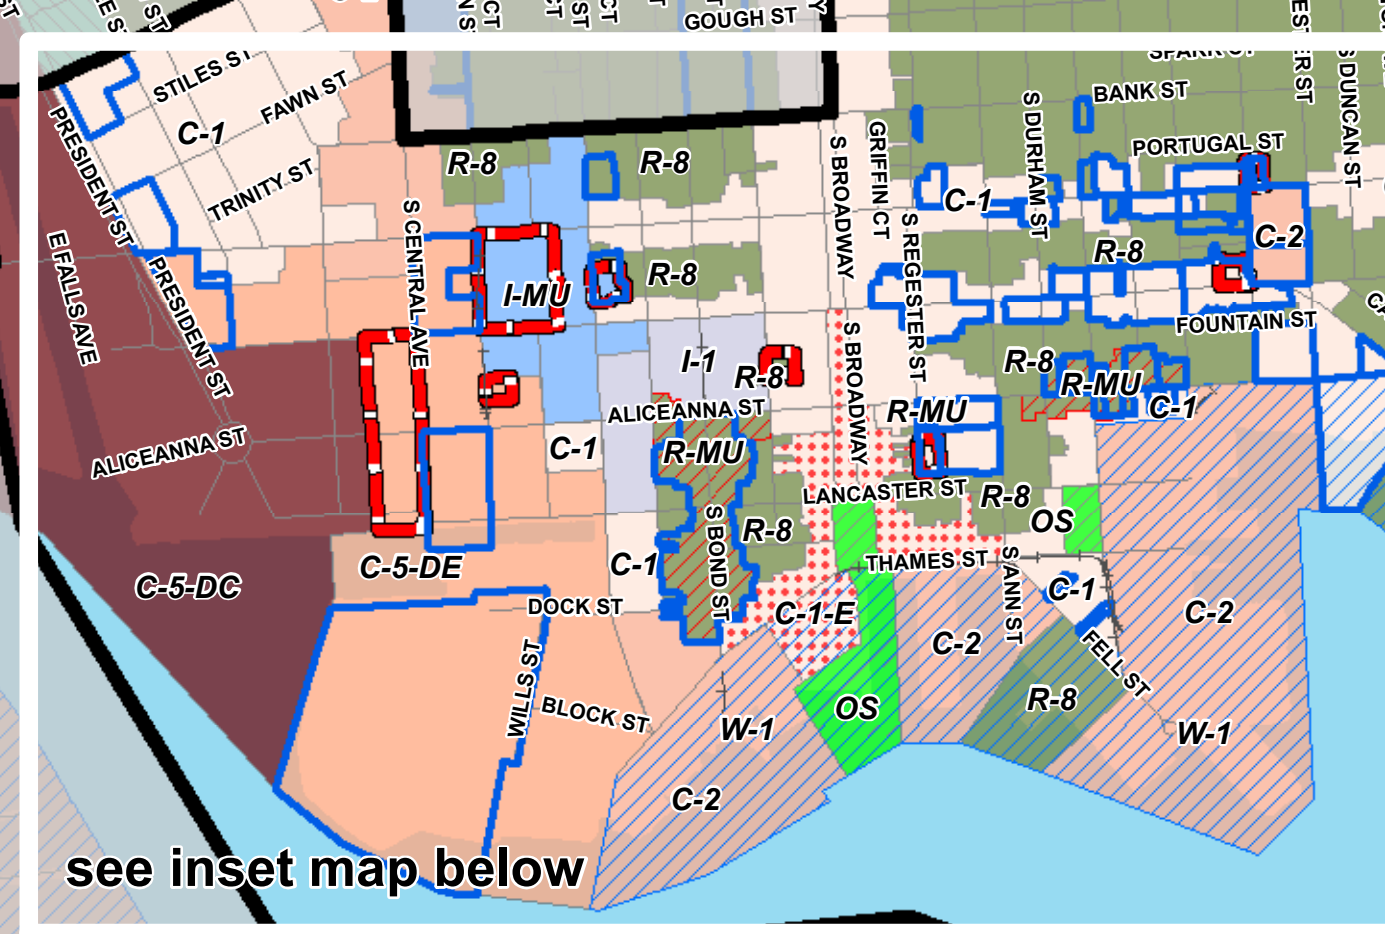 GOUGH ST
SPARK ST
STILES ST
BANK ST
FAWN ST
C-1
PRESIDENT ST
S BROADWAY
GRIFFIN CT
S DURHAM ST
PORTUGAL ST
S DUNCAN ST
R-8
R-8
TRINITY ST
C-1
S CENTRAL AVE
S REGESTER ST
C-2
E FALLS AVE
PRESIDENT ST
R-8
R-8
I-MU
FOUNTAIN ST
I-1
S BROADWAY
R-8
R-8
R-MU
ALICEANNA ST
R-MU
C-1
ALICEANNA ST
C-1
R-MU
LANCASTER ST
R-8
OS
R-8
S BOND ST
C-5-DE
C-1
THAMES ST
S ANN ST
C-5-DC
C-1
DOCK ST
C-1-E
C-2
C-2
FELL ST
WILLS ST
R-8
BLOCK ST
OS
W-1
W-1
C-2
see inset map below